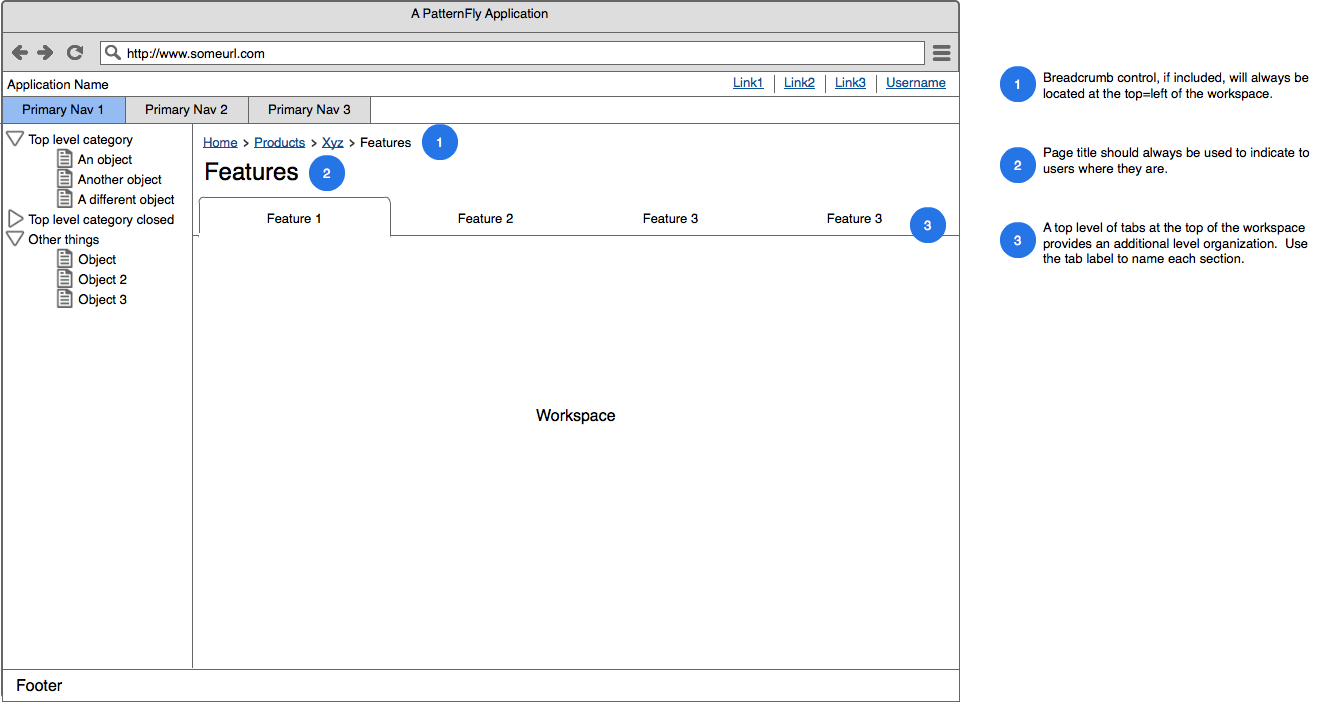 A PatternFly Application
http://www.someurl.com
Application Name
Link1 Link2 Link3 Username
Primary Nav 1 Primary Nav 2 Primary Nav 3
Top level category
An object
Another object
A different object
Top level category closed
Other things
Object
Object 2
Object 3
Home > Products > Xyz > Features 1
Features 2
Feature 1 Feature 2 Feature 3 Feature 3 3
Workspace
Footer
1 Breadcrumb control, if included, will always be
located at the top=left of the workspace.
2 Page title should always be used to indicate to
users where they are.
3 A top level of tabs at the top of the workspace
provides an additional level organization. Use
the tab label to name each section.